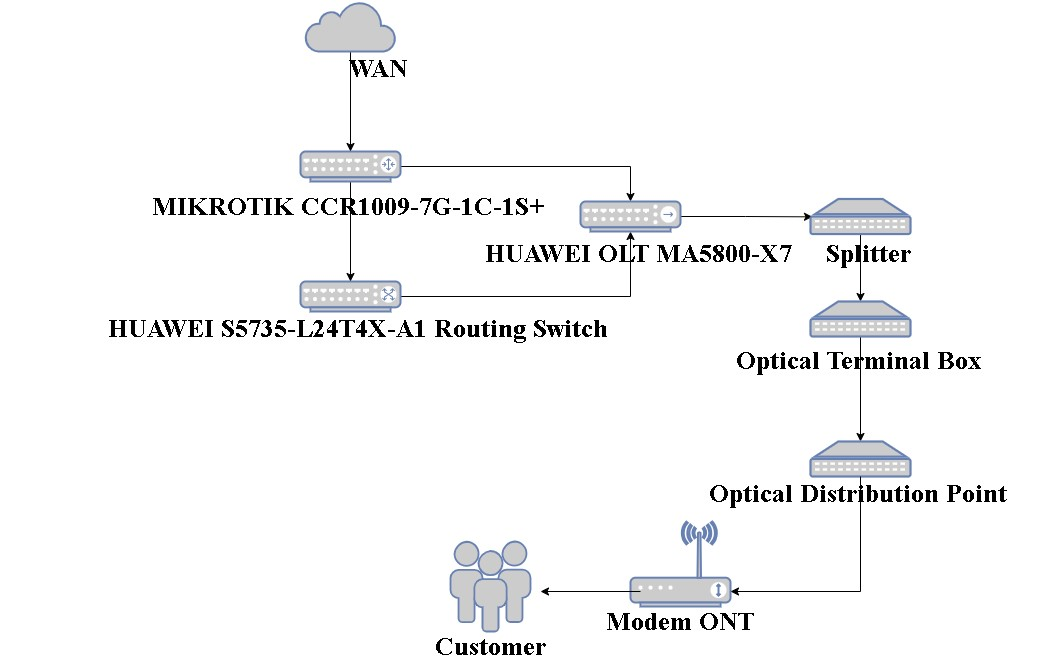 WAN
MIKROTIK CCR1009-7G-1C-1S+
HUAWEI OLT MA5800-X7
Splitter
HUAWEI S5735-L24T4X-A1 Routing Switch
Optical Terminal Box
Optical Distribution Point
Modem ONT
Customer